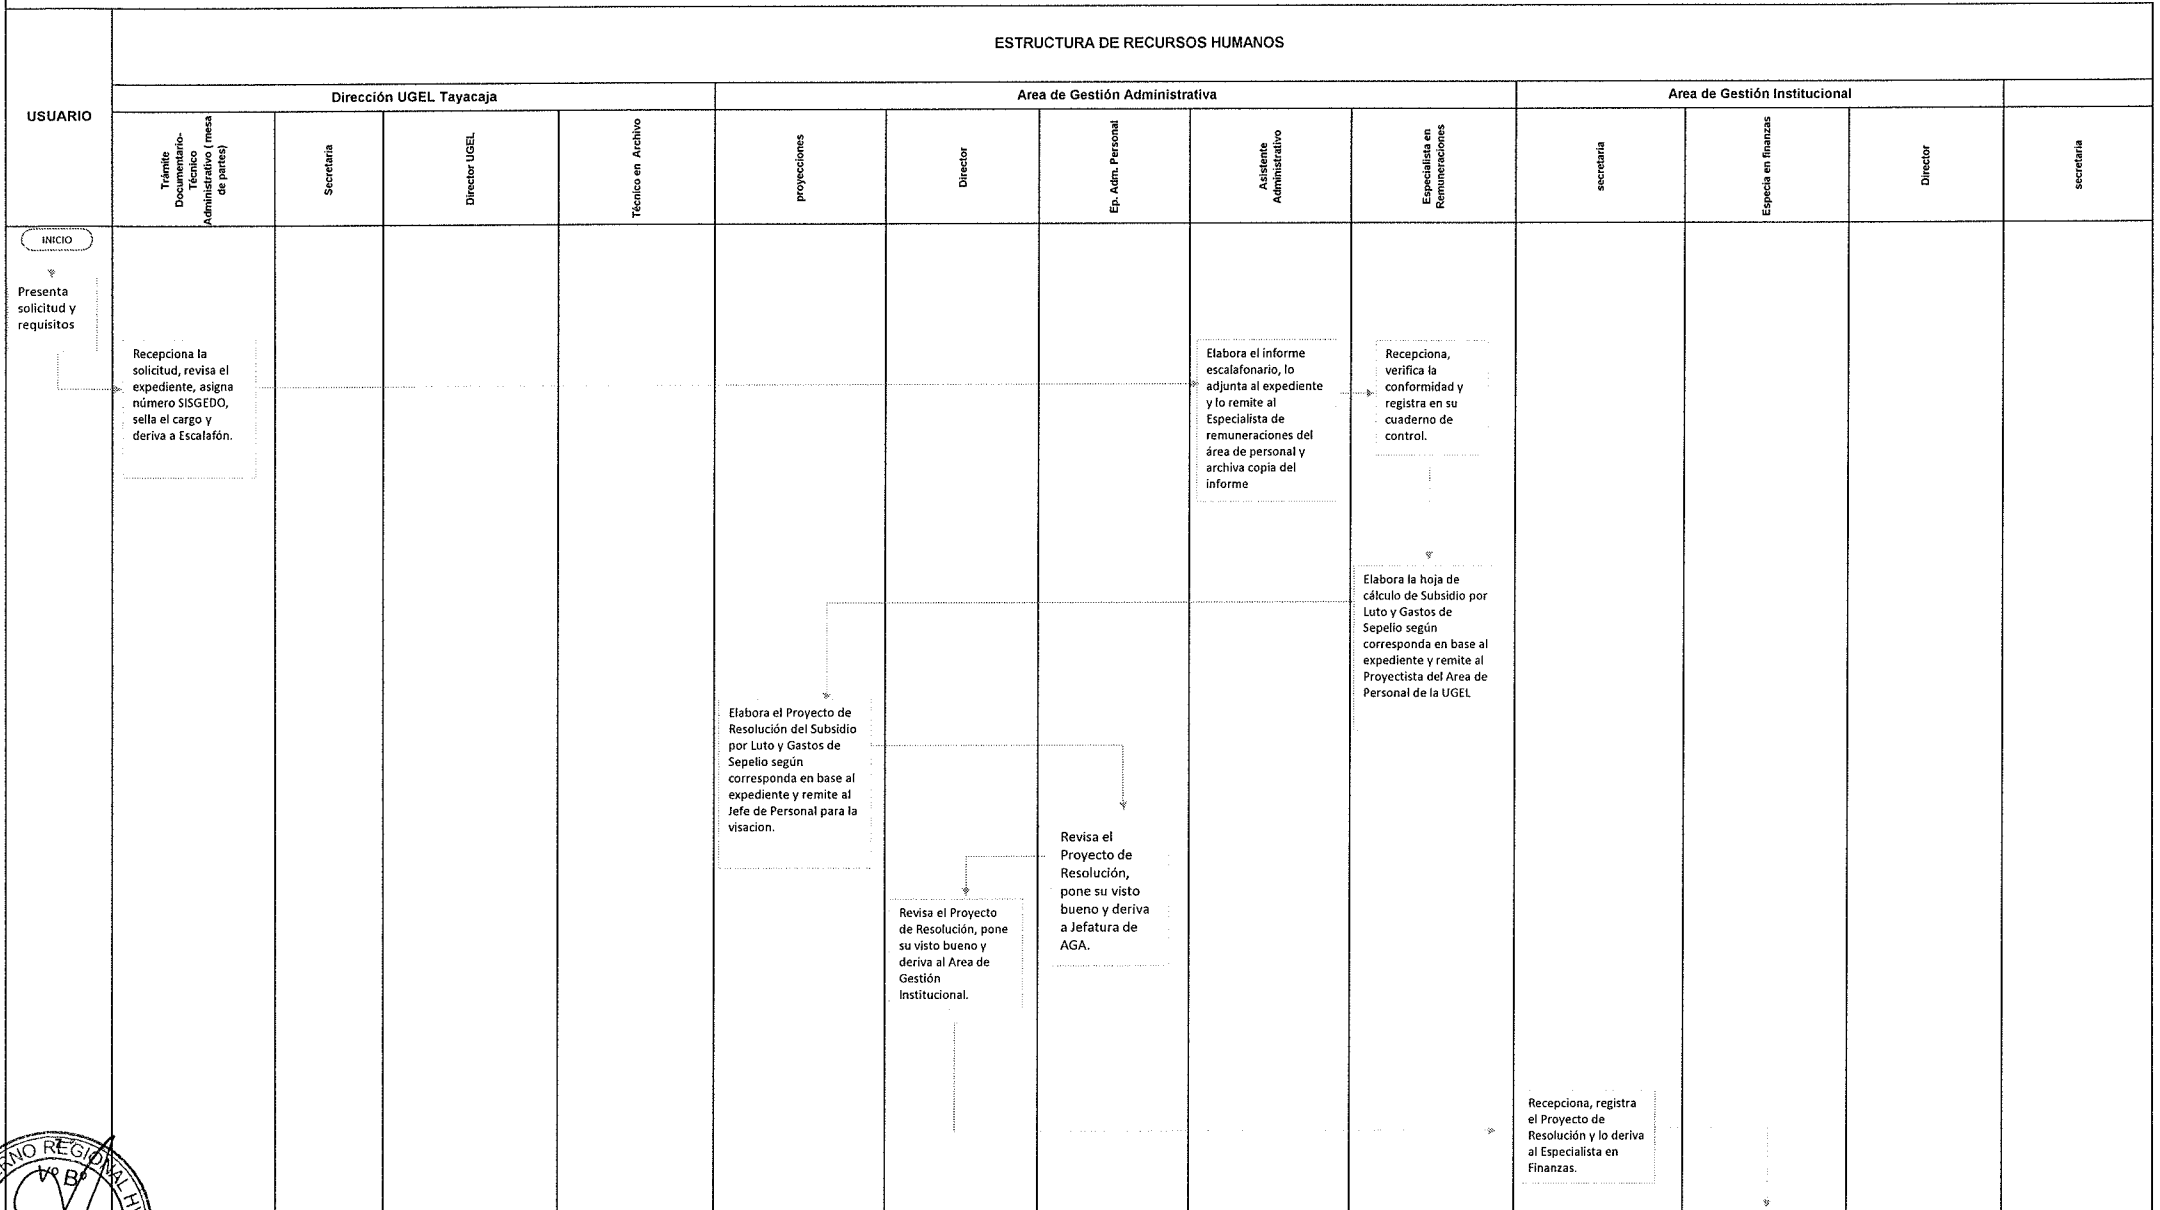 ESTRUCTURA DE RECURSOS HUMANOS
USUARIO
Dirección UGEL Tayacaja
Area de Gestión Administrativa
Area de Gestión Institucional
Trámite
Documentario-
Técnico
Administrativo ( mesa
de partes)
Secretaria
Director UGEL
Técnico en Archivo
proyecciones
Director
Ep. Adm. Personal
Asistente
Administrativo
Especialista en
Remuneraciones
secretaria
Especia en finanzas
Director
secretaria
INICIO
Presenta
solicitud y
requisitos
Recepciona la
solicitud, revisa el
expediente, asigna
número SISGEDO,
sella el cargo y
deriva a Escalafón.
Elabora el informe
escalafonario, lo
adjunta al expediente
y lo remite al
Especialista de
remuneraciones del
área de personal y
archiva copia del
informe
Recepciona,
verifica la
conformidad y
registra en su
cuaderno de
control.
Elabora la hoja de
cálculo de Subsidio por
Luto y Gastos de
Sepelio según
corresponda en base al
expediente y remite al
Proyectista del Area de
Personal de la UGEL
Elabora el Proyecto de
Resolución del Subsidio
por Luto y Gastos de
Sepelio según
corresponda en base al
expediente y remite al
Jefe de Personal para la
visacion.
Revisa el
Proyecto de
Resolución,
pone su visto
bueno y deriva
a Jefatura de
AGA.
Revisa el Proyecto
de Resolución, pone
su visto bueno y
deriva al Area de
Gestión
Institucional.
Recepciona, registra
el Proyecto de
Resolución y lo deriva
al Especialista en
Finanzas.
REGIONAL
Vº Bº